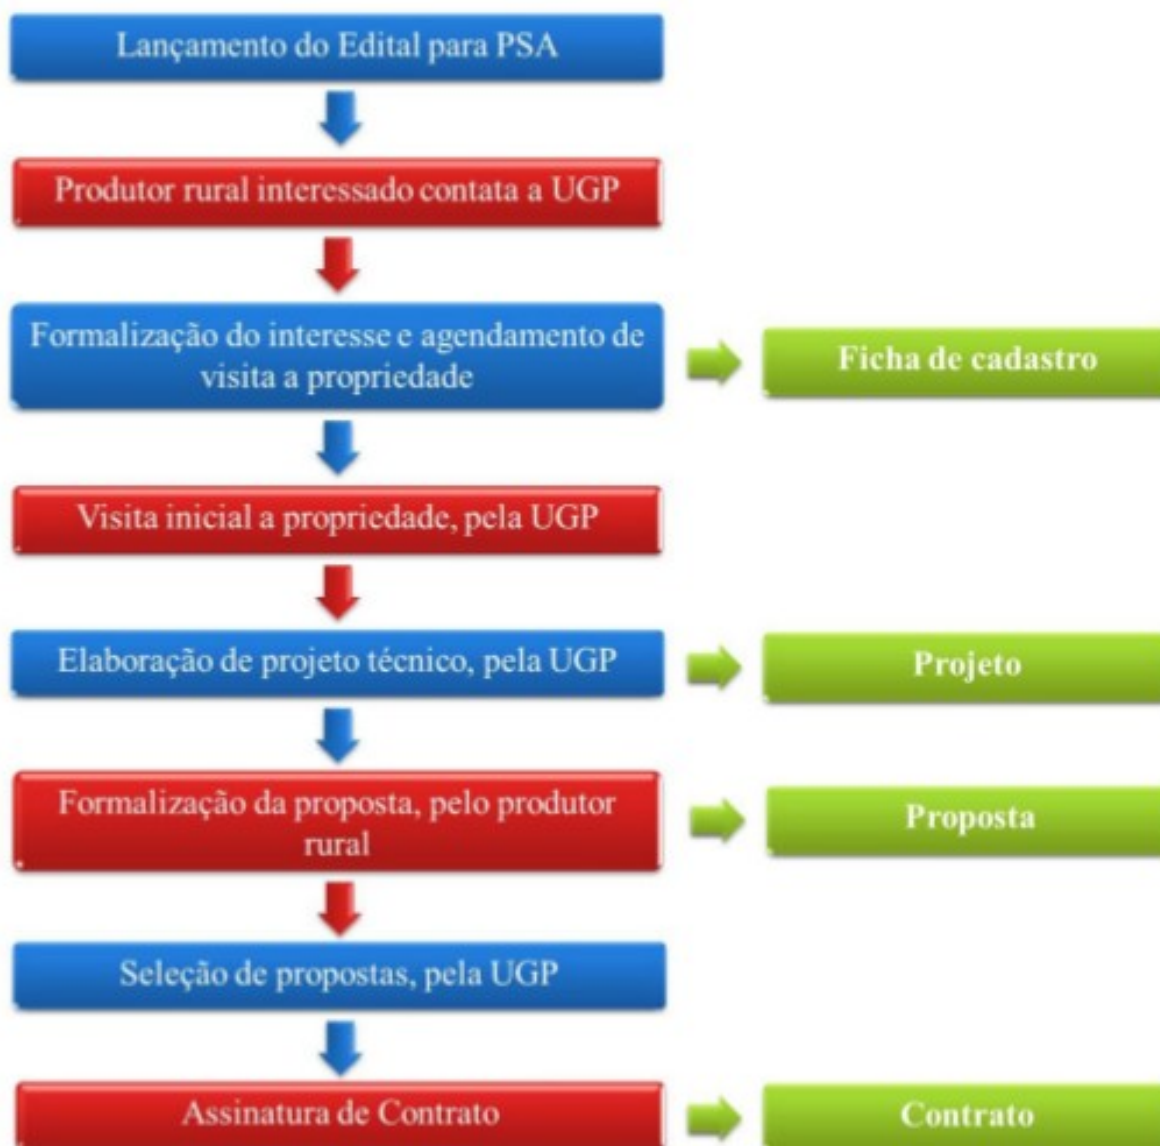 Lançamento do Edital para PSA
Produtor rural interessado contata a UGP
Formalização do interesse e agendamento de
visita a propriedade
Ficha de cadastro
Visita inicial a propriedade, pela UGP
Elaboração de projeto técnico, pela UGP
Projeto
Formalização da proposta, pelo produtor
rural
Proposta
Seleção de propostas, pela UGP
Assinatura de Contrato
Contrato